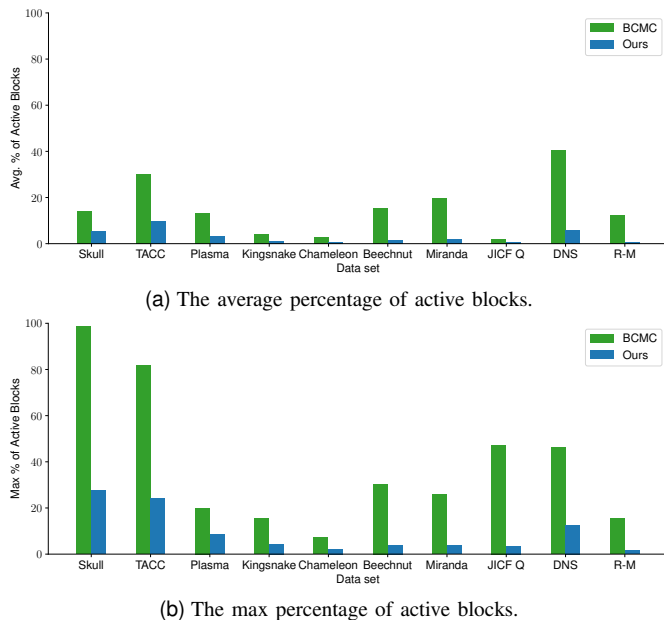 100
80
60
40
20
0
Avg. % of Active Blocks
BCMC
Ours
Skull TACC Plasma Kingsnake Chameleon Beechnut Miranda JICF Q DNS R-M
Data set
(a) The average percentage of active blocks.
100
80
60
40
20
0
Max % of Active Blocks
BCMC
Ours
Skull TACC Plasma Kingsnake Chameleon Beechnut Miranda JICF Q DNS R-M
Data set
(b) The max percentage of active blocks.